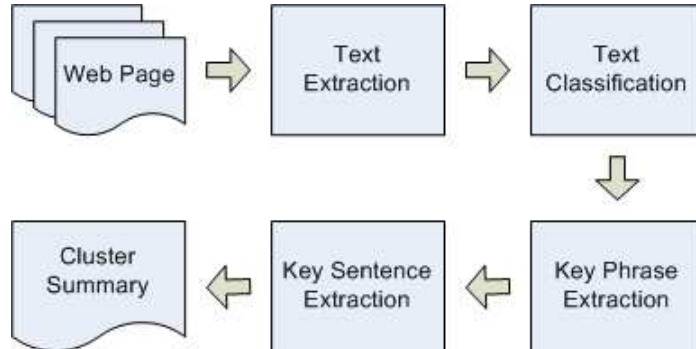 Web Page
Text
Extraction
Text
Classification
Key Phrase
Extraction
Key Sentence
Extraction
Cluster
Summary